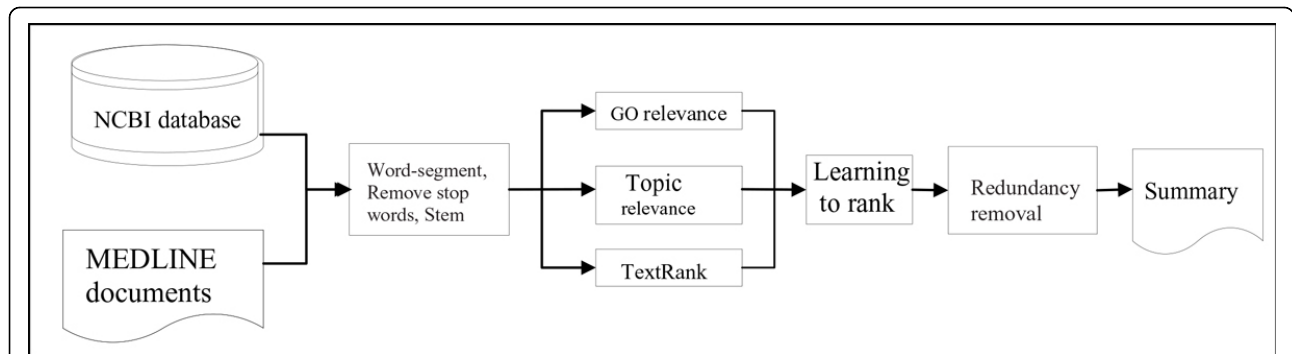 NCBI database
MEDLINE
documents
Word-segment,
Remove stop
words, Stem
GO relevance
Topic
relevance
TextRank
Learning
to rank
Redundancy
removal
Summary